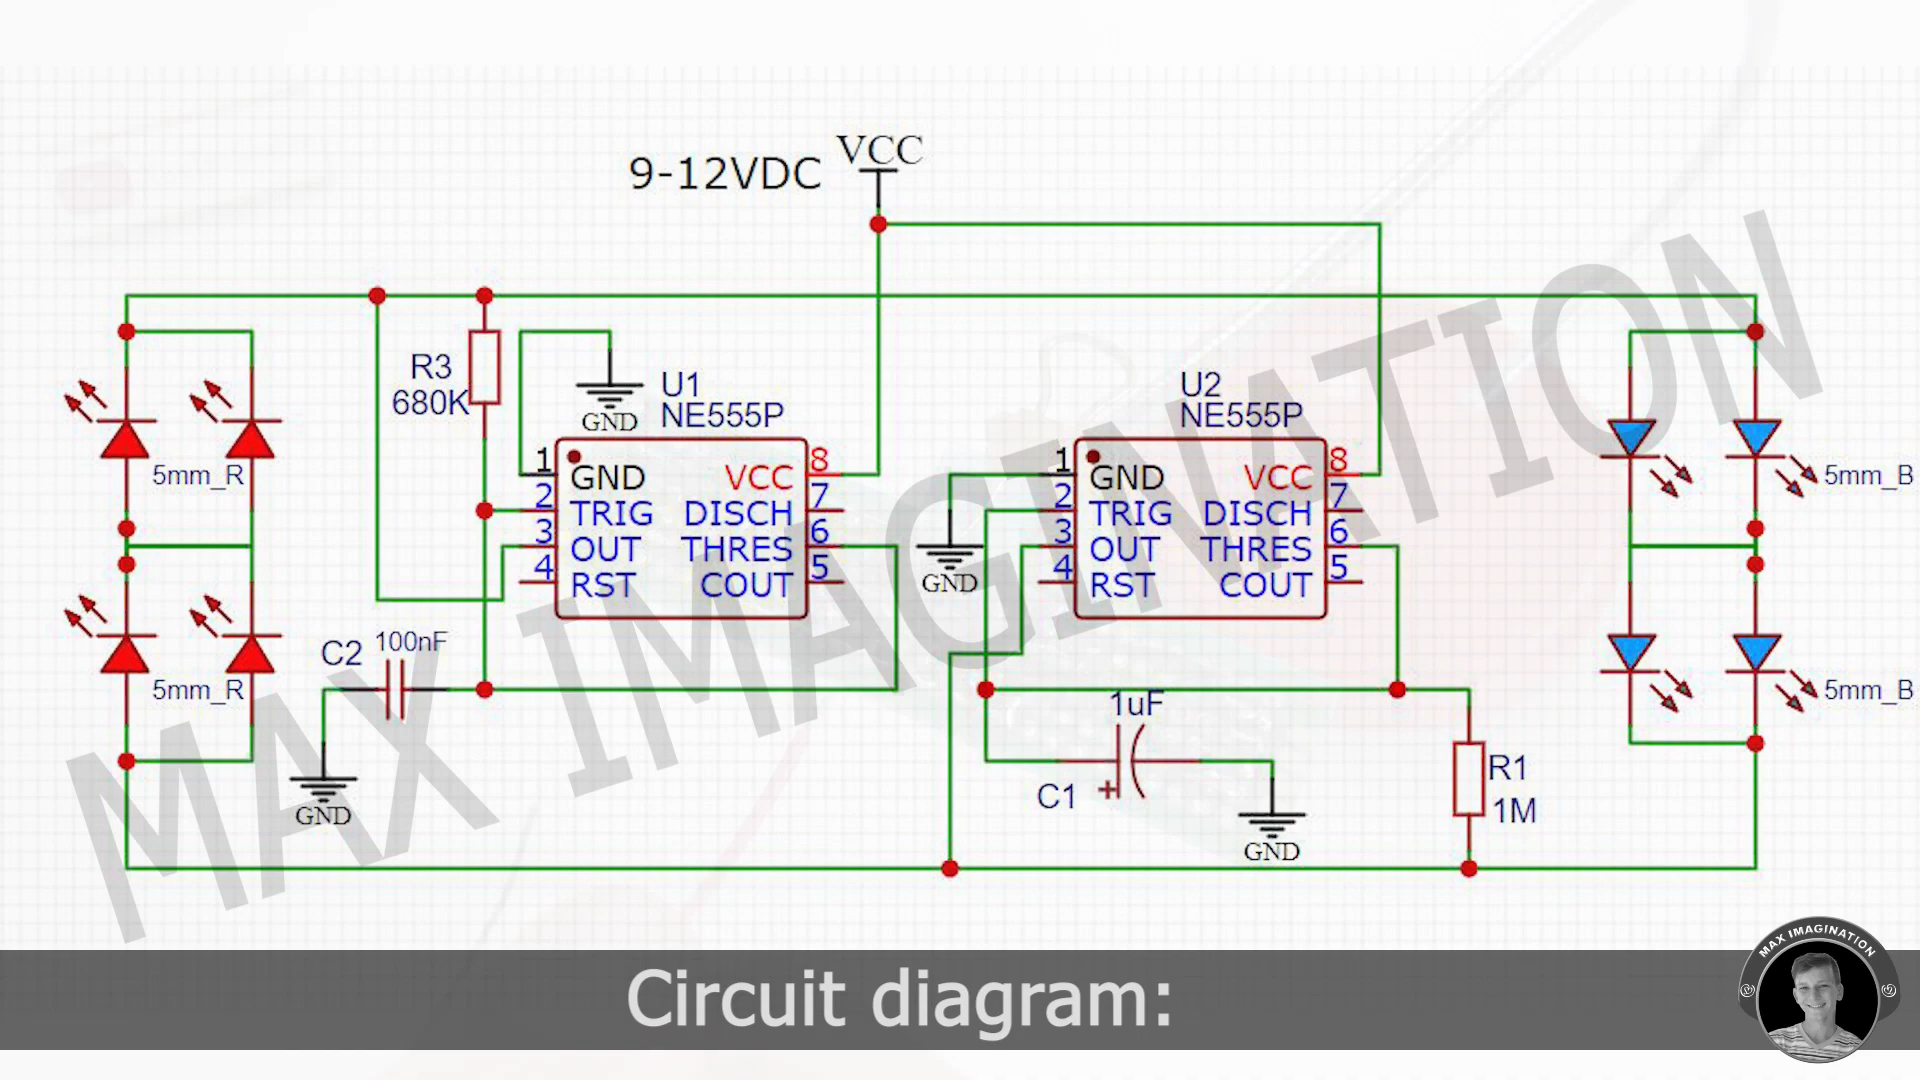 VCC
9-12VDC
R3
680K
GND
U1
NE555P
U2
NE555P
5mm_R
5mm_B
1 GND VCC 8
2 TRIG DISCH 7
3 OUT THRES 6
4 RST COUT 5
1 GND VCC 8
2 TRIG DISCH 7
3 OUT THRES 6
4 RST COUT 5
GND
C2 100nF
5mm_R
5mm_B
1uF
C1 +
R1
1M
GND
GND
MAX IMAGINATION
MAX IMAGINATION
Circuit diagram: